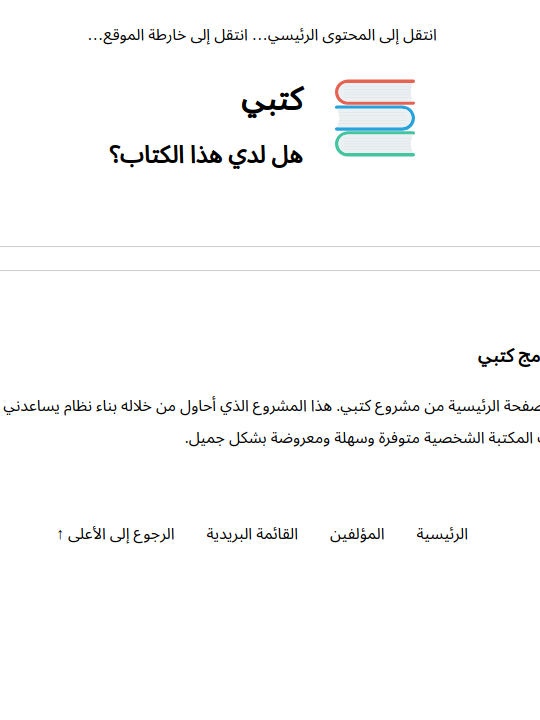 انتقل إلى المحتوى الرئيسي… انتقل إلى خارطة الموقع…
كتبي
هل لدي هذا الكتاب؟
كتبي
الرئيسية من مشروع كتبي. هذا المشروع الذي أحاول من خلاله بناء نظام يساعدني
المكتبة الشخصية متوفرة وسهلة ومعروضة بشكل جميل.
الرئيسية المؤلفين القائمة البريدية الرجوع إلى الأعلى ↑